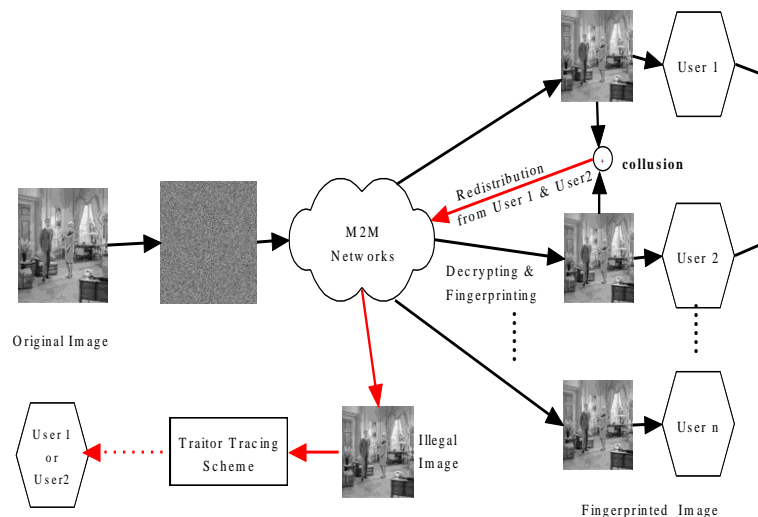 User 1
collusion
+
Redistribution
from User 1 & User2
M2M
Networks
User 2
Decrypting &
Fingerprinting
Original Image
User 1
or
User2
Traitor Tracing
Scheme
Illegal
Image
User n
Fingerprinted Image